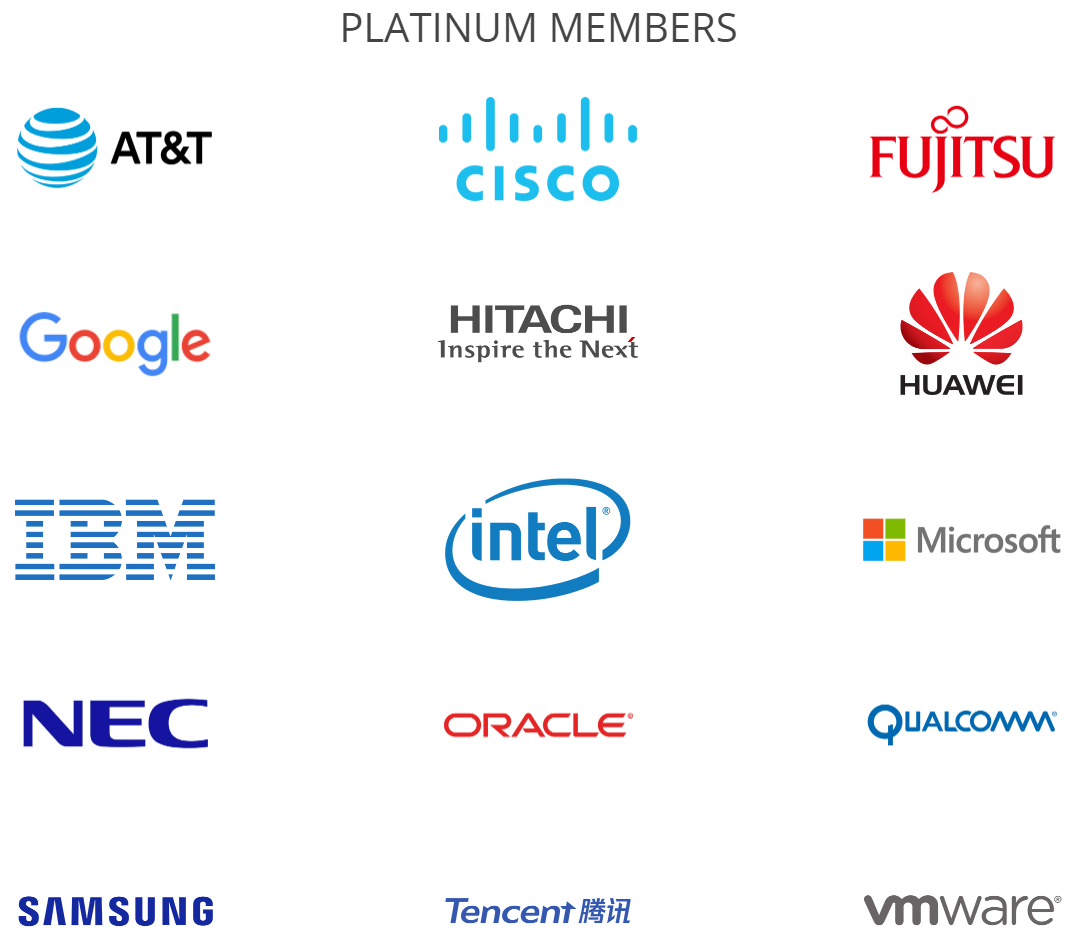 PLATINUM MEMBERS
AT&T
CISCO
FUJITSU
Google
HITACHI
Inspire the Next
HUAWEI
IBM
intel®
Microsoft
NEC
ORACLE®
QUALCOMM®
SAMSUNG
Tencent 腾讯
vmware®